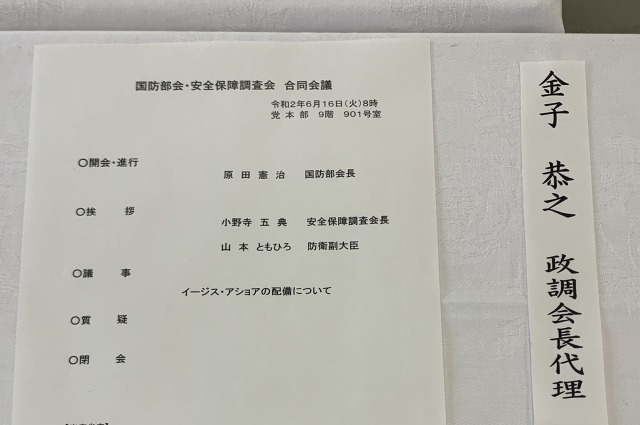 国防部会・安全保障調査会 合同会議
令和2年6月16日(火)8時
党本部 9階 901号室
〇開会・進行
原田憲治 国防部会長
〇挨拶
小野寺五典 安全保障調査会長
山本ともひろ 防衛副大臣
〇議事
イージス・アショアの配備について
〇質疑
〇閉会
金子 恭之 政調会長代理